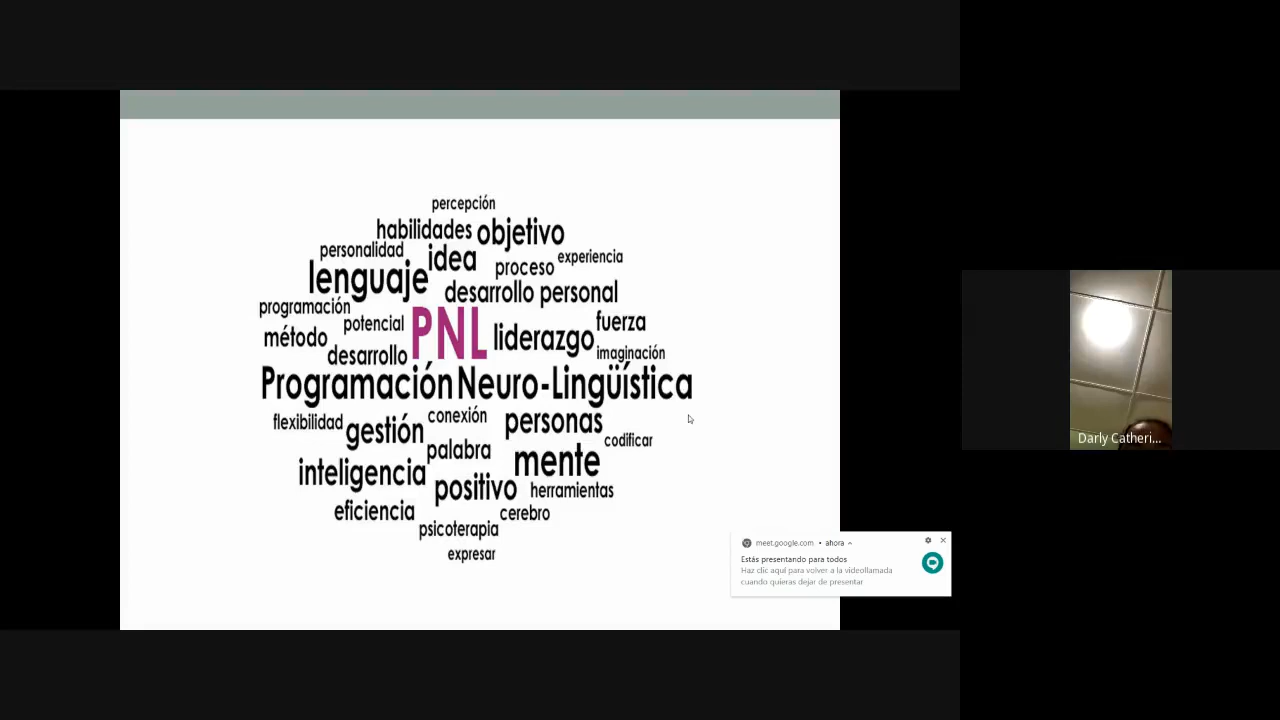 percepción
habilidades objetivo
personalidad idea proceso experiencia
lenguaje desarrollo personal
programación potencial PNL liderazgo fuerza
método desarrollo imaginación
Programación Neuro-Lingüística
flexibilidad gestión conexión personas codificar
inteligencia palabra mente
positivo herramientas
eficiencia psicoterapia cerebro
expresar
Darly Catheri...
meet.google.com • ahora
Estás presentando para todos
Haz clic aquí para volver a la videollamada
cuando quieras dejar de presentar